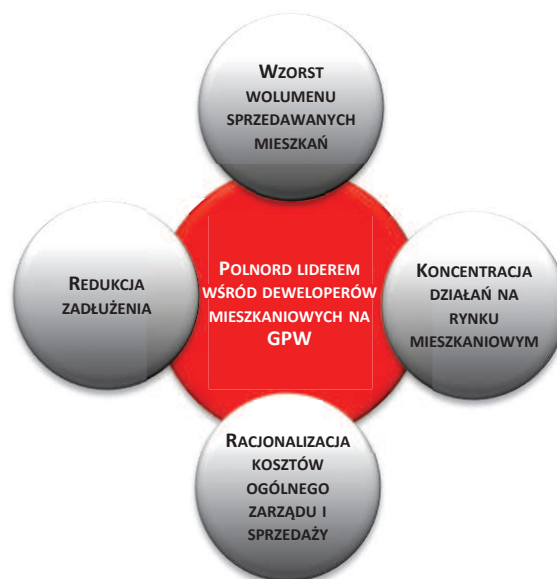 WZORST
WOLUMENU
SPRZEDAWANYCH
MIESZKAŃ
REDUKCJA
ZADŁUŻENIA
POLNORD LIDEREM
WŚRÓD DEWELOPERÓW
MIESZKANIOWYCH NA
GPW
KONCENTRACJA
DZIAŁAŃ NA
RYNKU
MIESZKANIOWYM
RACJONALIZACJA
KOSZTÓW
OGÓLNEGO
ZARZĄDU I
SPRZEDAŻY